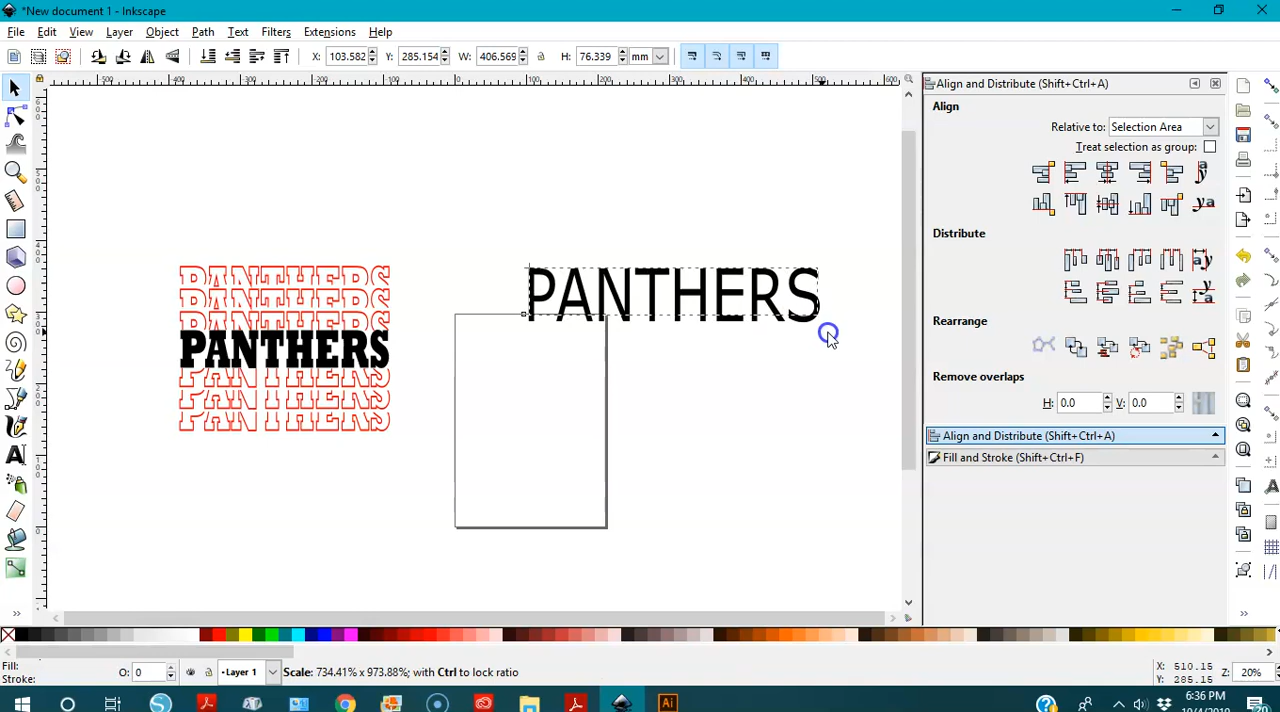 *New document 1 - Inkscape
File Edit View Layer Object Path Text Filters Extensions Help
X: 103.582 Y: 285.154 W: 406.569 H: 76.339 mm
Align and Distribute (Shift+Ctrl+A)
Align
Relative to: Selection Area
Treat selection as group:
Distribute
Rearrange
Remove overlaps
H: 0.0 V: 0.0
Align and Distribute (Shift+Ctrl+A)
Fill and Stroke (Shift+Ctrl+F)
PANTHERS
PANTHERS
PANTHERS
PANTHERS
PANTHERS
PANTHERS
PANTHERS
PANTHERS
Fill:
Stroke:
O: 0
Layer 1
Scale: 734.41% x 973.88%; with Ctrl to lock ratio
X: 510.15
Y: 285.15
Z: 20%
6:36 PM